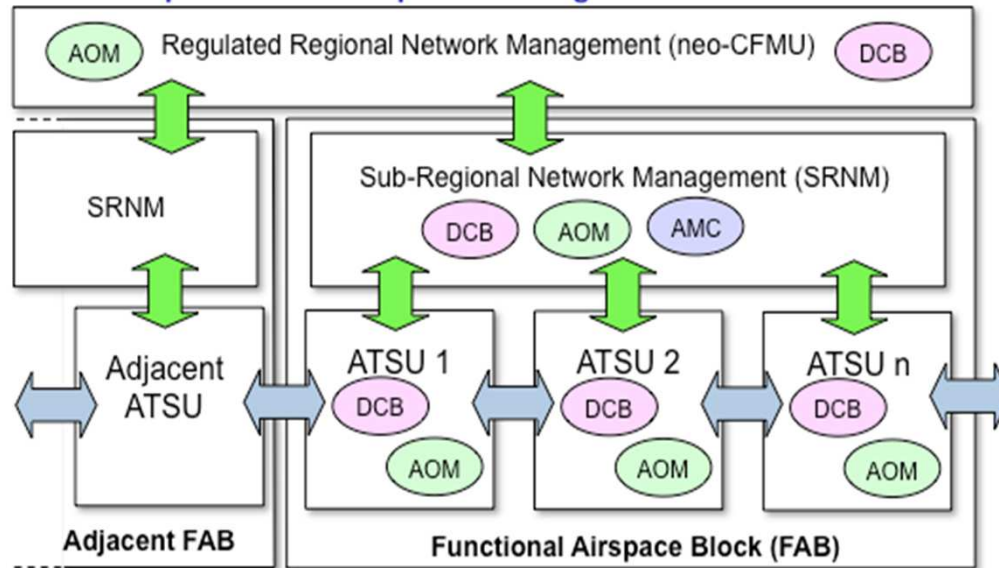 AOM
Regulated Regional Network Management (neo-CFMU)
DCB
SRNM
Sub-Regional Network Management (SRNM)
DCB
AOM
AMC
Adjacent
ATSU
ATSU 1
DCB
AOM
ATSU 2
DCB
AOM
ATSU n
DCB
AOM
Adjacent FAB
Functional Airspace Block (FAB)